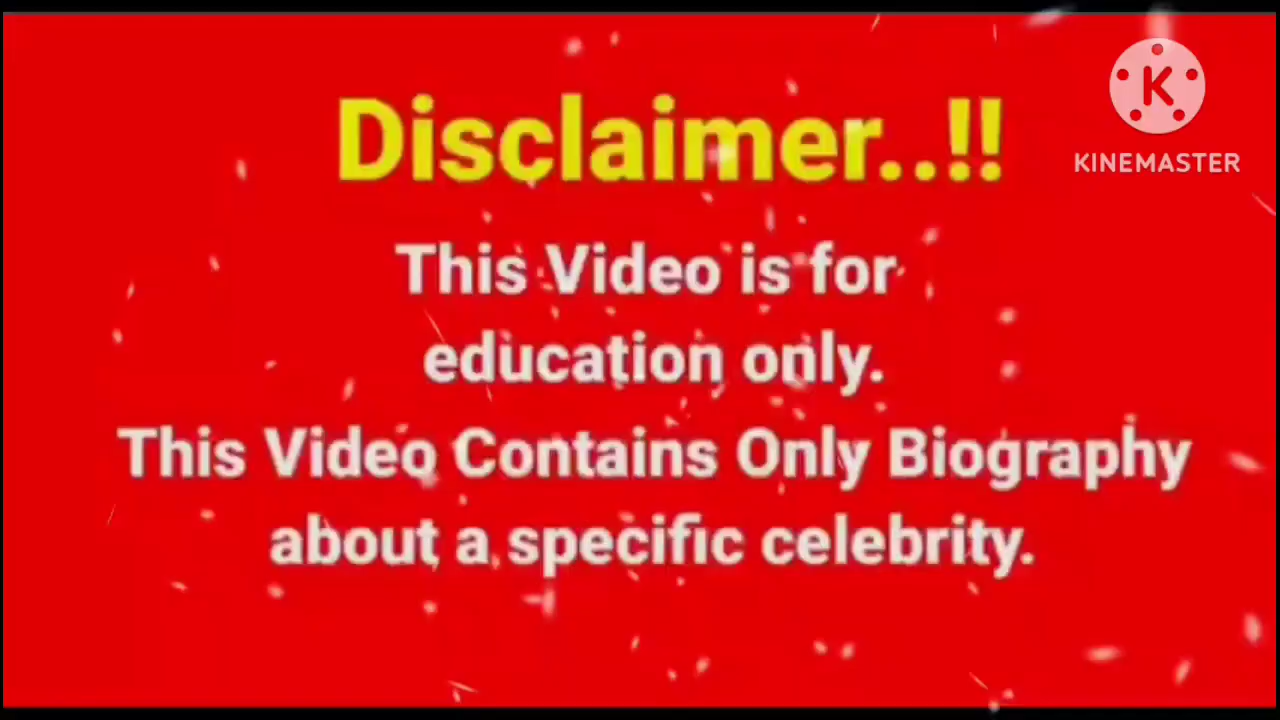 Disclaimer..!!
K
KINEMASTER
This Video is for
education only.
This Video Contains Only Biography
about a specific celebrity.